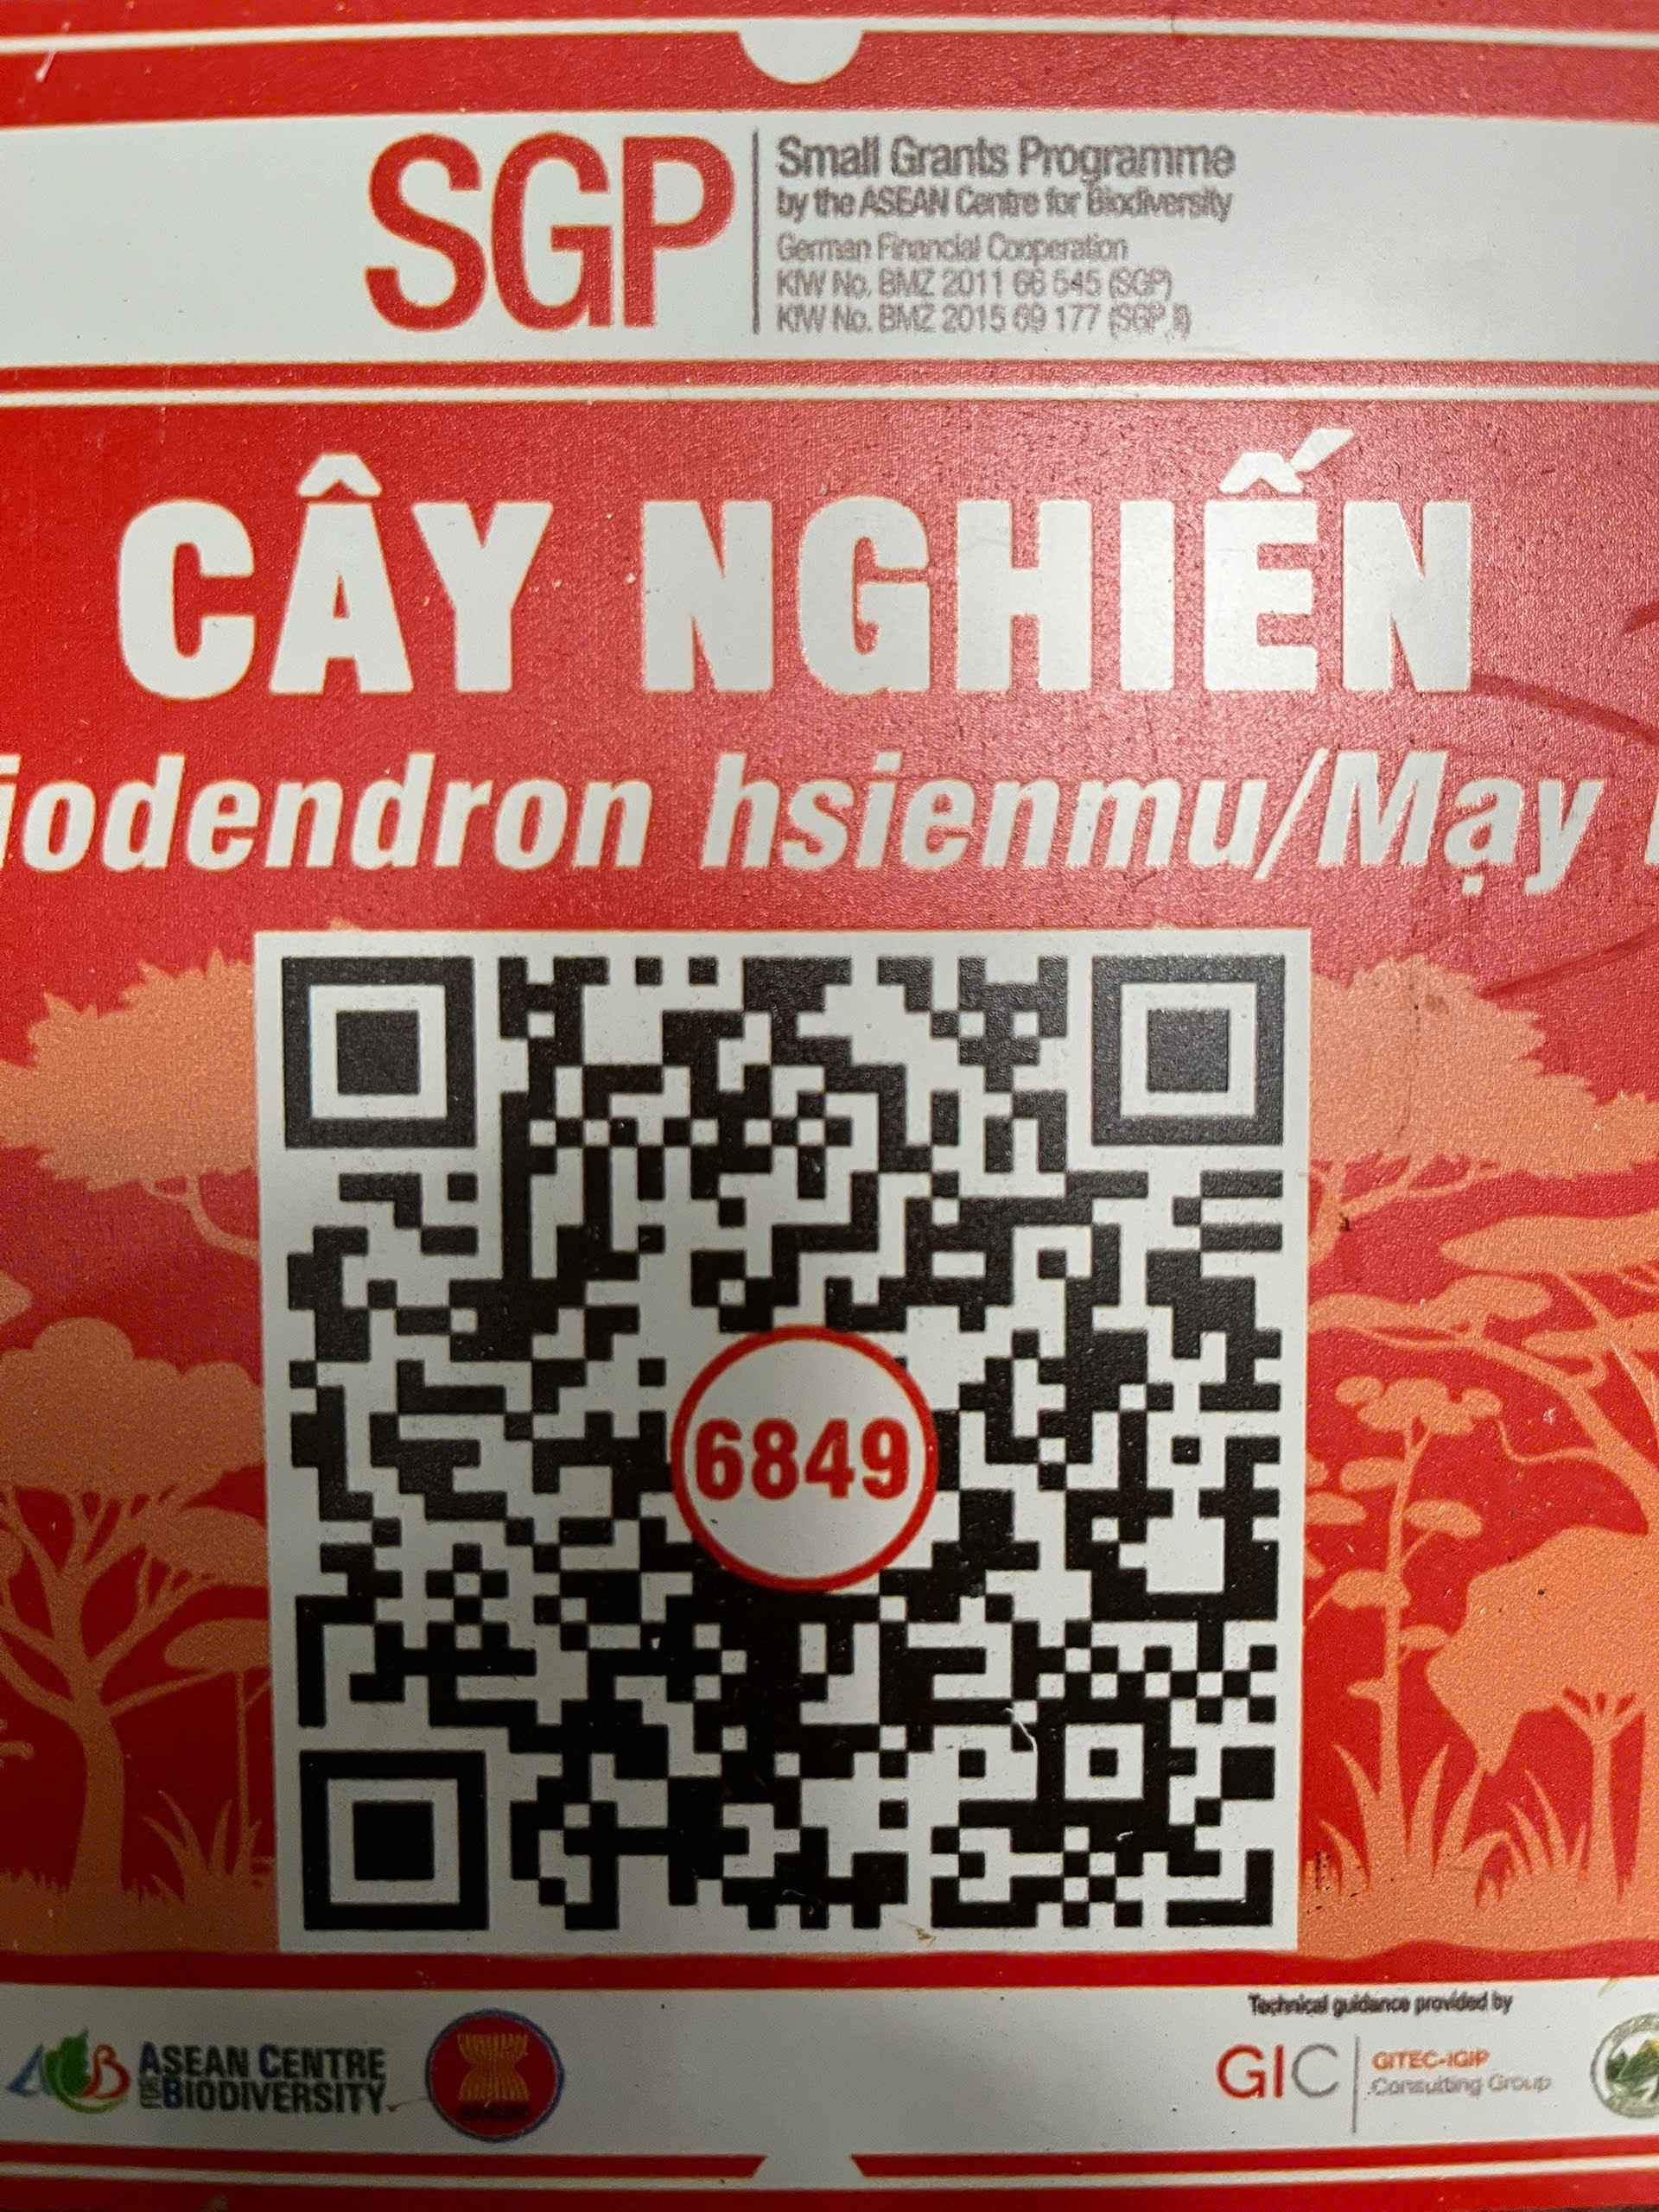 SGP
Small Grants Programme
by the ASEAN Centre for Biodiversity
German Financial Cooperation
KfW No. BMZ 2011 66 545 (SGP)
KfW No. BMZ 2015 69 177 (SGP II)
CÂY NGHIẾN
iodendron hsienmu/Mạy
6849
ACB
ASEAN CENTRE
FOR BIODIVERSITY
Technical guidance provided by
GIC
GITEC-IGIP
Consulting Group